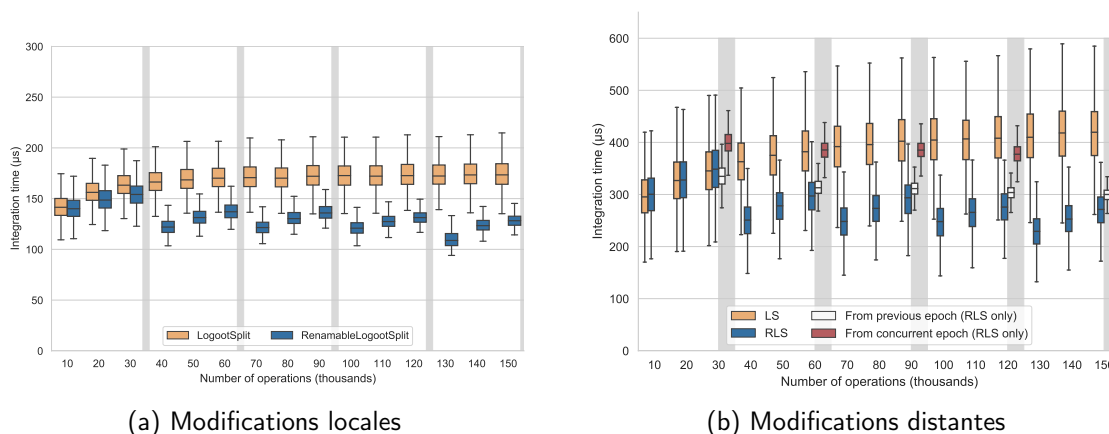 300
250
200
150
100
50
0
Integration time (µs)
LogootSplit
RenamableLogootSplit
10 20 30 40 50 60 70 80 90 100 110 120 130 140 150
Number of operations (thousands)
(a) Modifications locales
600
500
400
300
200
100
0
Integration time (µs)
LS
RLS
From previous epoch (RLS only)
From concurrent epoch (RLS only)
10 20 30 40 50 60 70 80 90 100 110 120 130 140 150
Number of operations (thousands)
(b) Modifications distantes